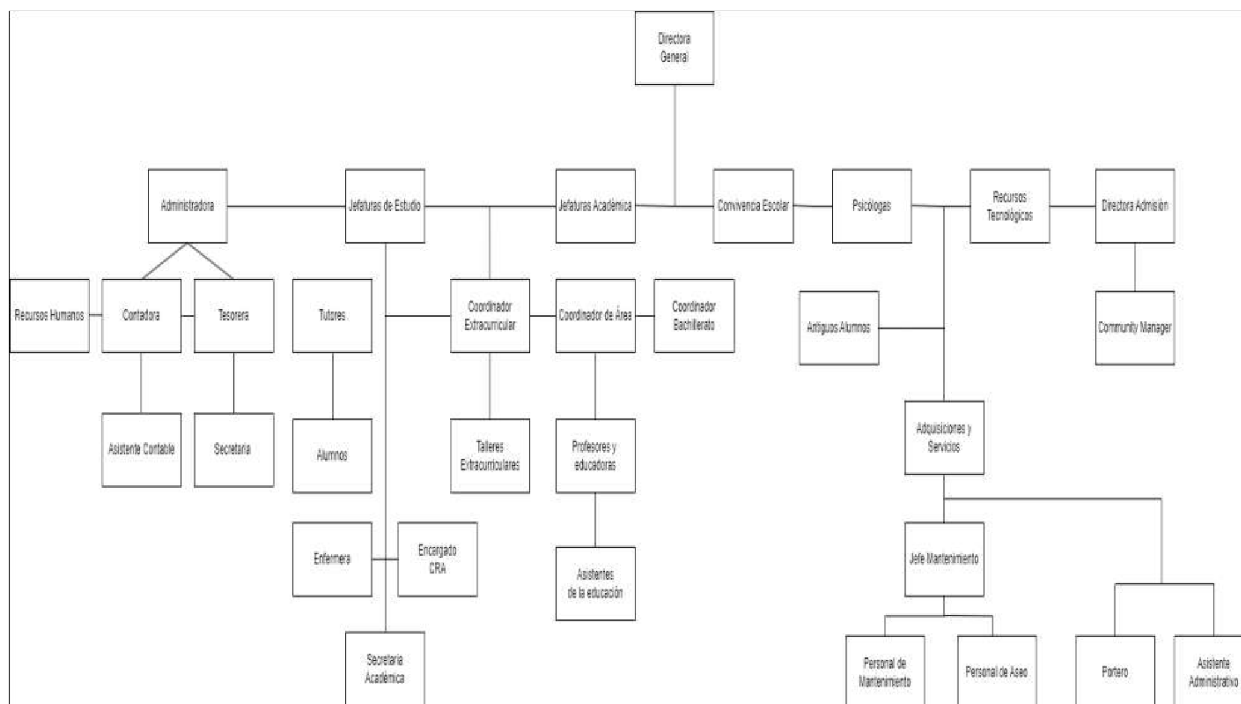 Directora
General
Administradora
Jefaturas de Estudio
Jefaturas Académica
Convivencia Escolar
Psicólogas
Recursos
Tecnológicos
Directora Admisión
Recursos Humanos
Contadora
Tesorera
Tutores
Coordinador
Extracurricular
Coordinador de Área
Coordinador
Bachillerato
Antiguos Alumnos
Community Manager
Asistente Contable
Secretaria
Alumnos
Talleres
Extracurriculares
Profesores y
educadoras
Adquisiciones y
Servicios
Enfermera
Encargado
CRA
Asistentes
de la educación
Jefe Mantenimiento
Secretaria
Académica
Personal de
Mantenimiento
Personal de Aseo
Portero
Asistente
Administrativo